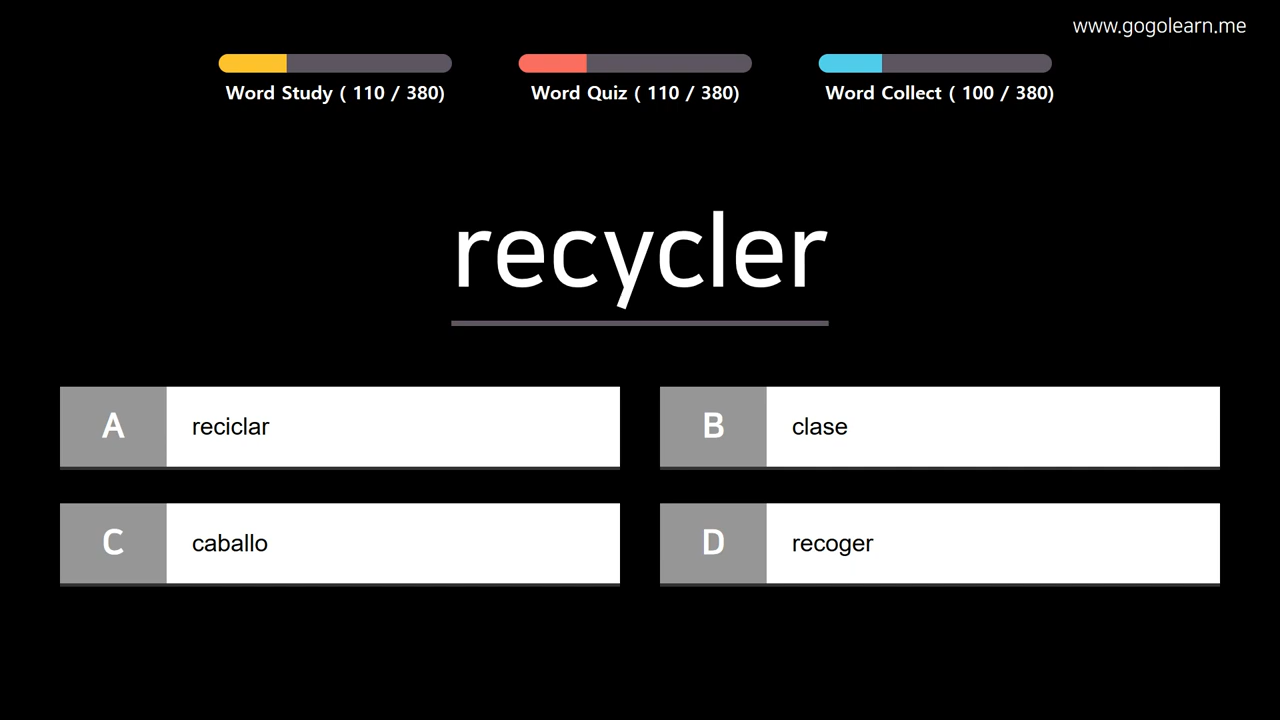 www.gogolearn.me
Word Study ( 110 / 380)
Word Quiz ( 110 / 380)
Word Collect ( 100 / 380)
recycler
A reciclar
B clase
C caballo
D recoger